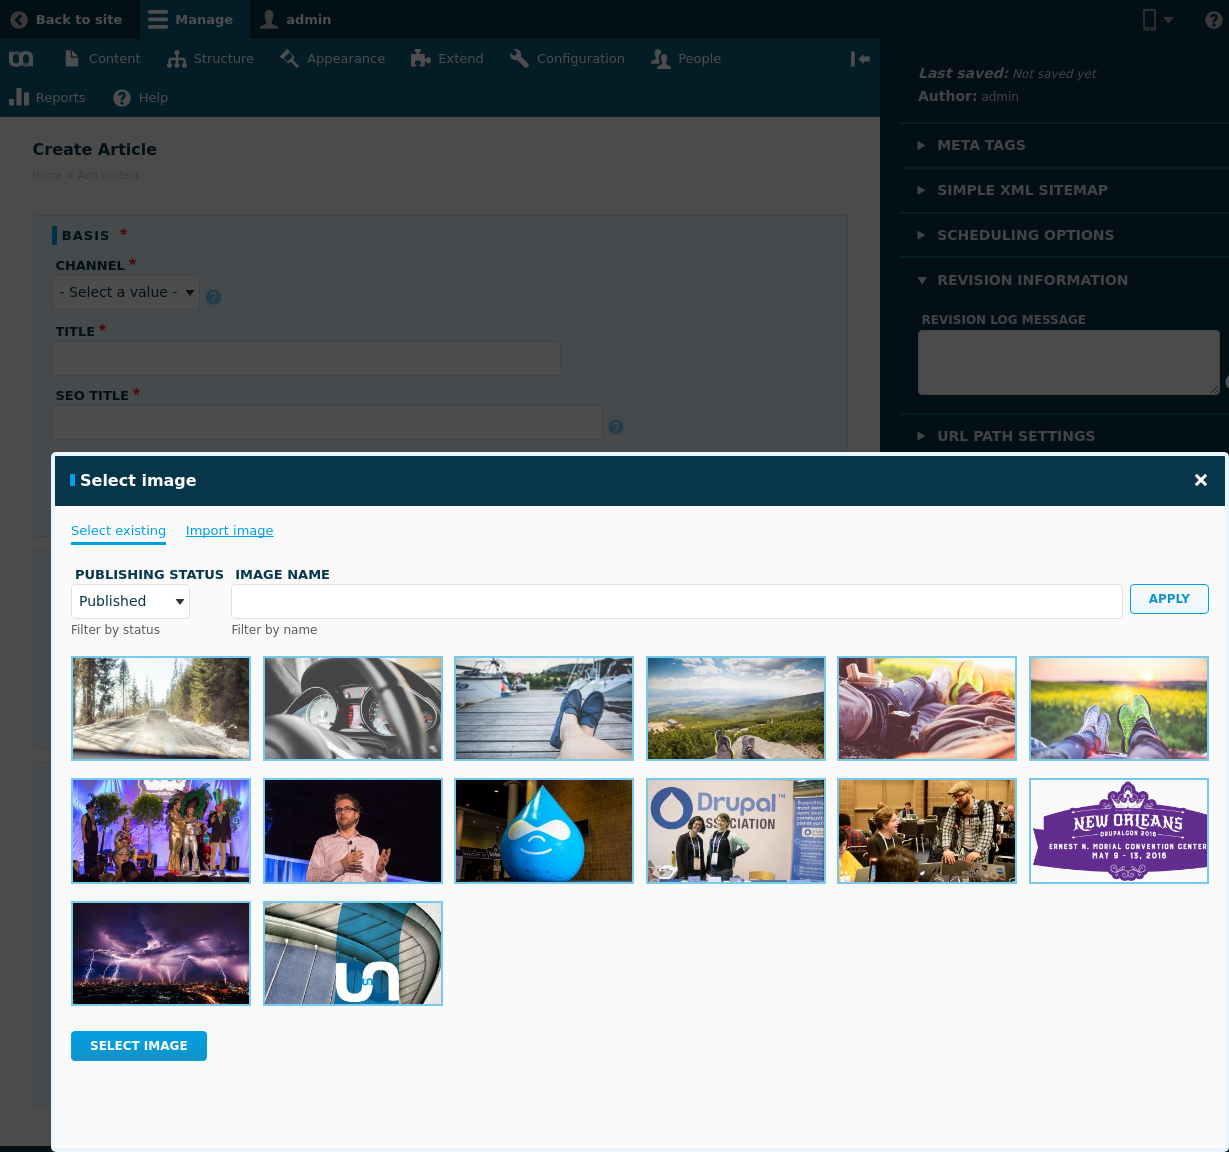 Back to site
Manage
admin
Content
Structure
Appearance
Extend
Configuration
People
Reports
Help
Last saved: Not saved yet
Author: admin
META TAGS
SIMPLE XML SITEMAP
SCHEDULING OPTIONS
REVISION INFORMATION
REVISION LOG MESSAGE
URL PATH SETTINGS
Create Article
Home » Add content
BASIS *
CHANNEL *
- Select a value -
TITLE *
SEO TITLE *
Select image
Select existing
Import image
PUBLISHING STATUS
IMAGE NAME
Published
APPLY
Filter by status
Filter by name
Drupal™
ASSOCIATION
NEW ORLEANS
DRUPALCON 2016
ERNEST N. MORIAL CONVENTION CENTER
MAY 9 - 13, 2016
SELECT IMAGE